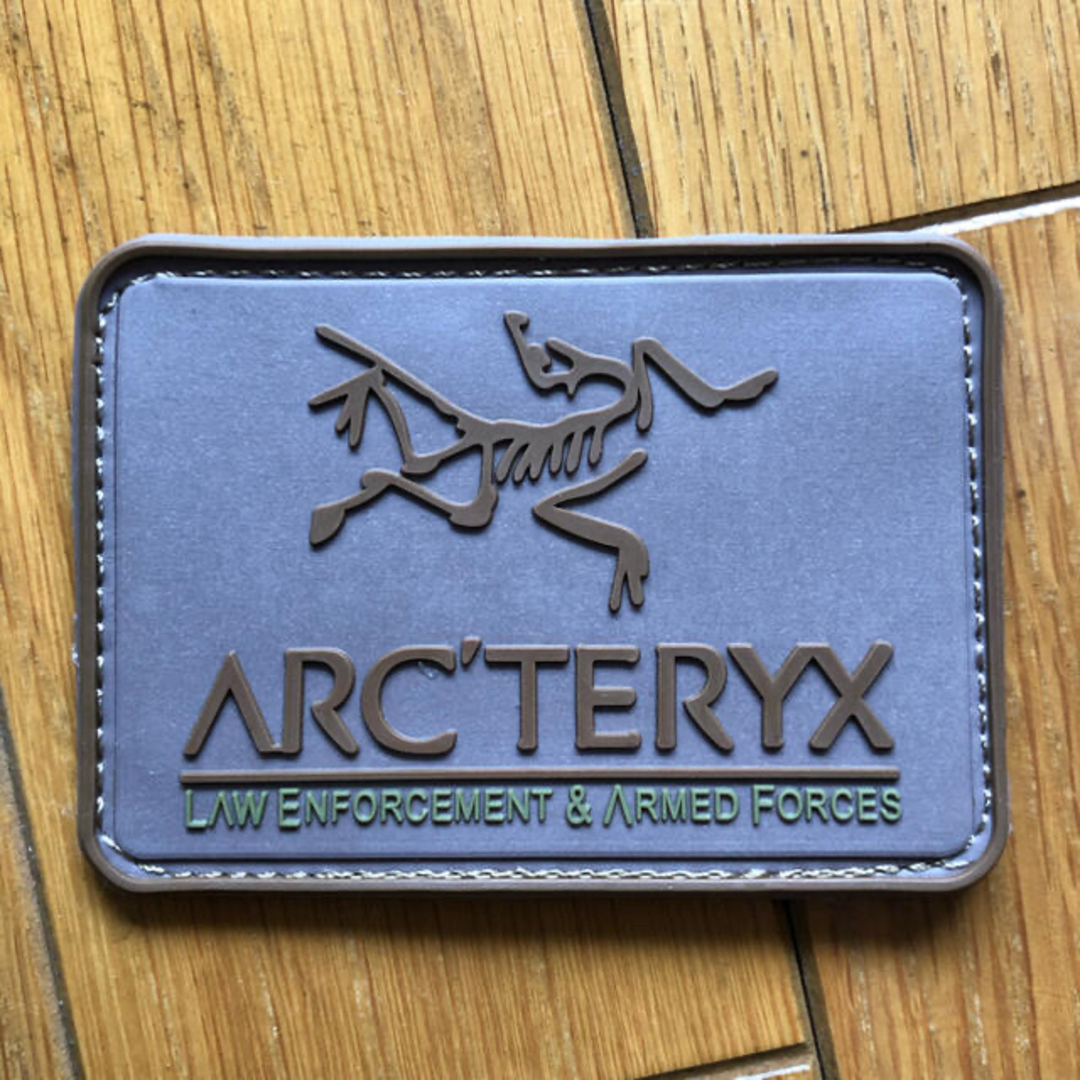 ARC'TERYX
LAW ENFORCEMENT & ARMED FORCES